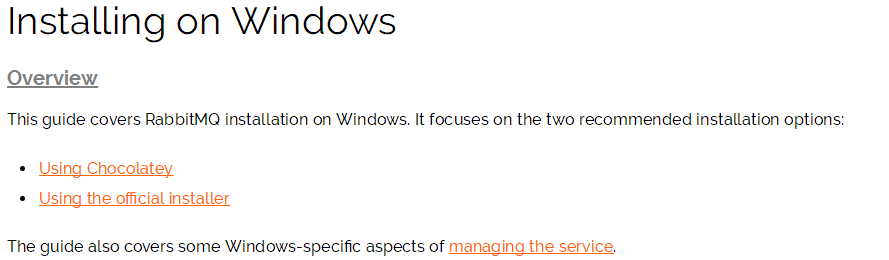 Installing on Windows
Overview
This guide covers RabbitMQ installation on Windows. It focuses on the two recommended installation options:
• Using Chocolatey
• Using the official installer
The guide also covers some Windows-specific aspects of managing the service.